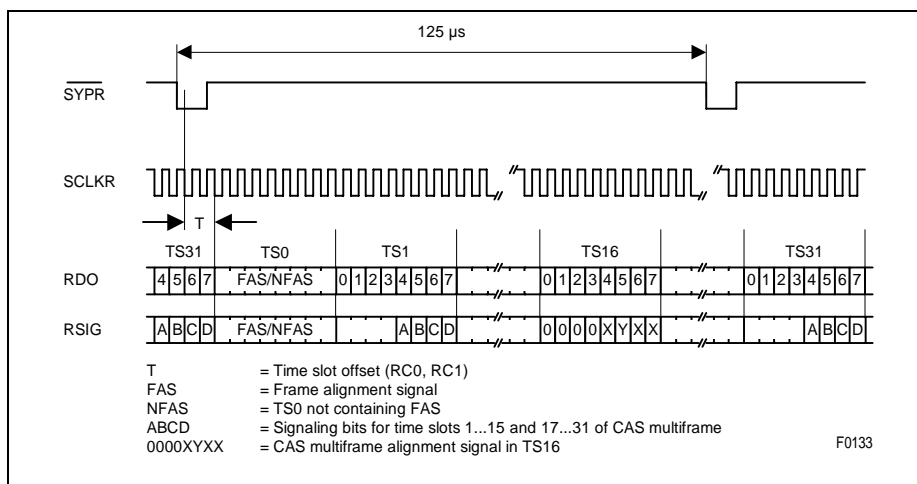 125 µs
SYPR
SCLKR
T
TS31 TS0 TS1 TS16 TS31
RDO 4 5 6 7 FAS/NFAS 0 1 2 3 4 5 6 7 0 1 2 3 4 5 6 7 0 1 2 3 4 5 6 7
RSIG A B C D FAS/NFAS A B C D 0 0 0 0 X Y X X A B C D
T = Time slot offset (RC0, RC1)
FAS = Frame alignment signal
NFAS = TS0 not containing FAS
ABCD = Signaling bits for time slots 1...15 and 17...31 of CAS multiframe
0000XYXX = CAS multiframe alignment signal in TS16
F0133